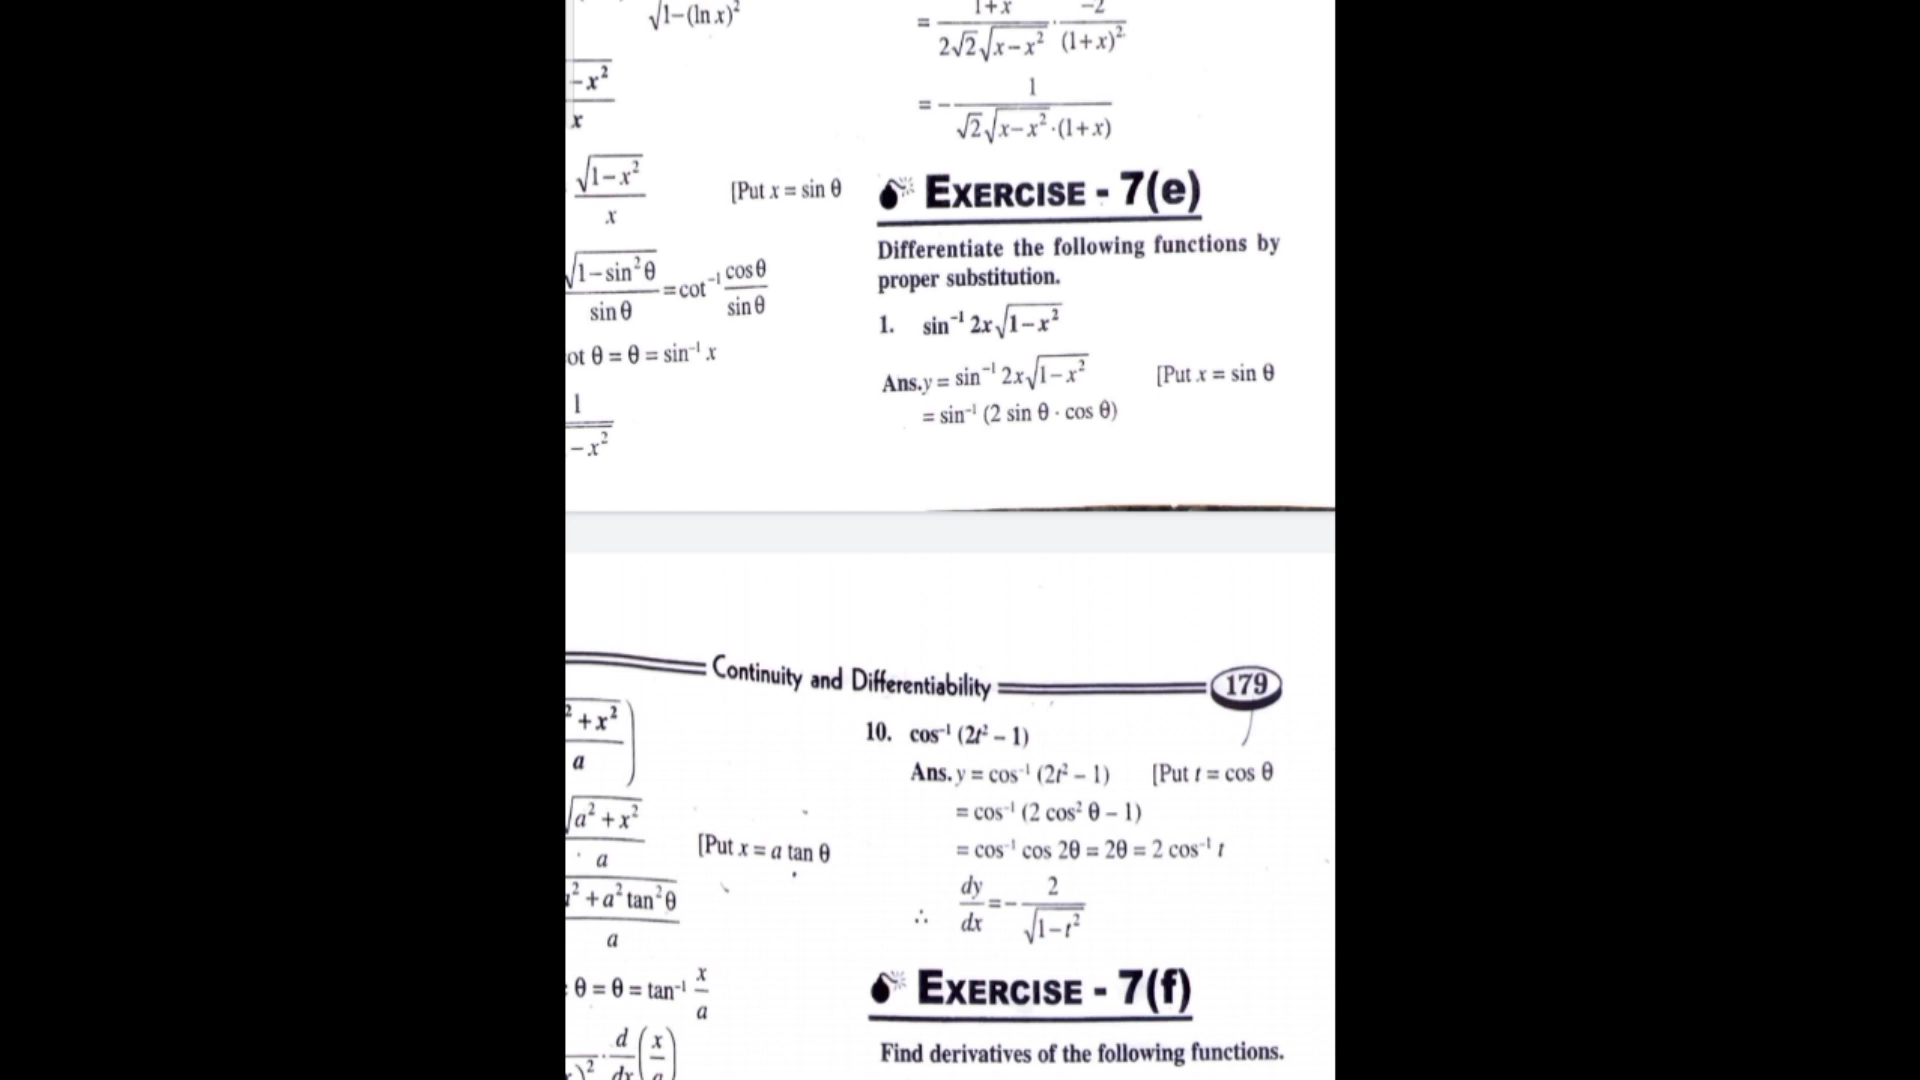 √1−(ln x)²
−x²
x
√1−x²
x
[Put x = sin θ
√1−sin²θ
sin θ
=cot⁻¹ cos θ
sin θ
ot θ = θ = sin⁻¹ x
1
−x²
= 1+x / 2√2√x−x² · −2 / (1+x)²
= − 1 / √2√x−x² ·(1+x)
EXERCISE - 7(e)
Differentiate the following functions by
proper substitution.
1. sin⁻¹ 2x√1−x²
Ans. y = sin⁻¹ 2x√1−x² [Put x = sin θ
= sin⁻¹ (2 sin θ · cos θ)
Continuity and Differentiability 179
² +x²
a
√a² +x²
a
[Put x = a tan θ
² +a² tan²θ
a
θ = θ = tan⁻¹ x/a
)² · d/dx (x/a)
10. cos⁻¹ (2t² − 1)
Ans. y = cos⁻¹ (2t² − 1) [Put t = cos θ
= cos⁻¹ (2 cos² θ − 1)
= cos⁻¹ cos 2θ = 2θ = 2 cos⁻¹ t
∴ dy/dx = − 2/√1−t²
EXERCISE - 7(f)
Find derivatives of the following functions.